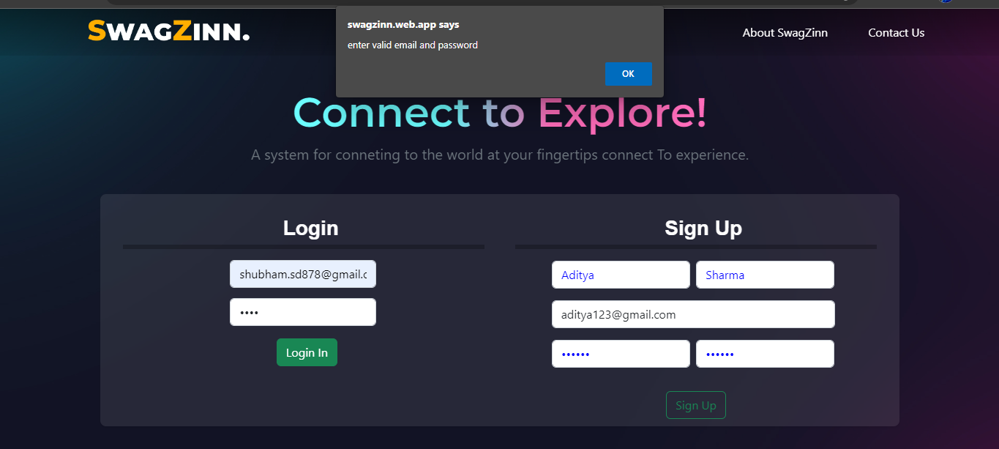 SWAGZINN.
swagzinn.web.app says
enter valid email and password
OK
About SwagZinn
Contact Us
Connect to Explore!
A system for conneting to the world at your fingertips connect To experience.
Login
shubham.sd878@gmail.c
••••
Login In
Sign Up
Aditya
Sharma
aditya123@gmail.com
••••••
••••••
Sign Up